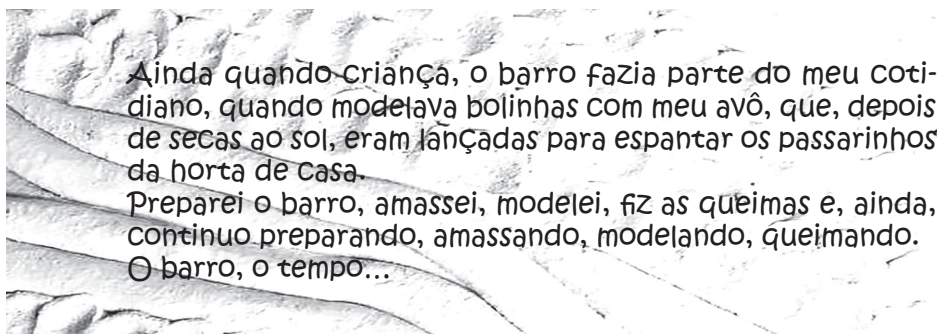 Ainda quando criança, o barro fazia parte do meu coti-
diano, quando modelava bolinhas com meu avô, que, depois
de secas ao sol, eram lançadas para espantar os passarinhos
da horta de casa.
Preparei o barro, amassei, modelei, fiz as queimas e, ainda,
continuo preparando, amassando, modelando, queimando.
O barro, o tempo...